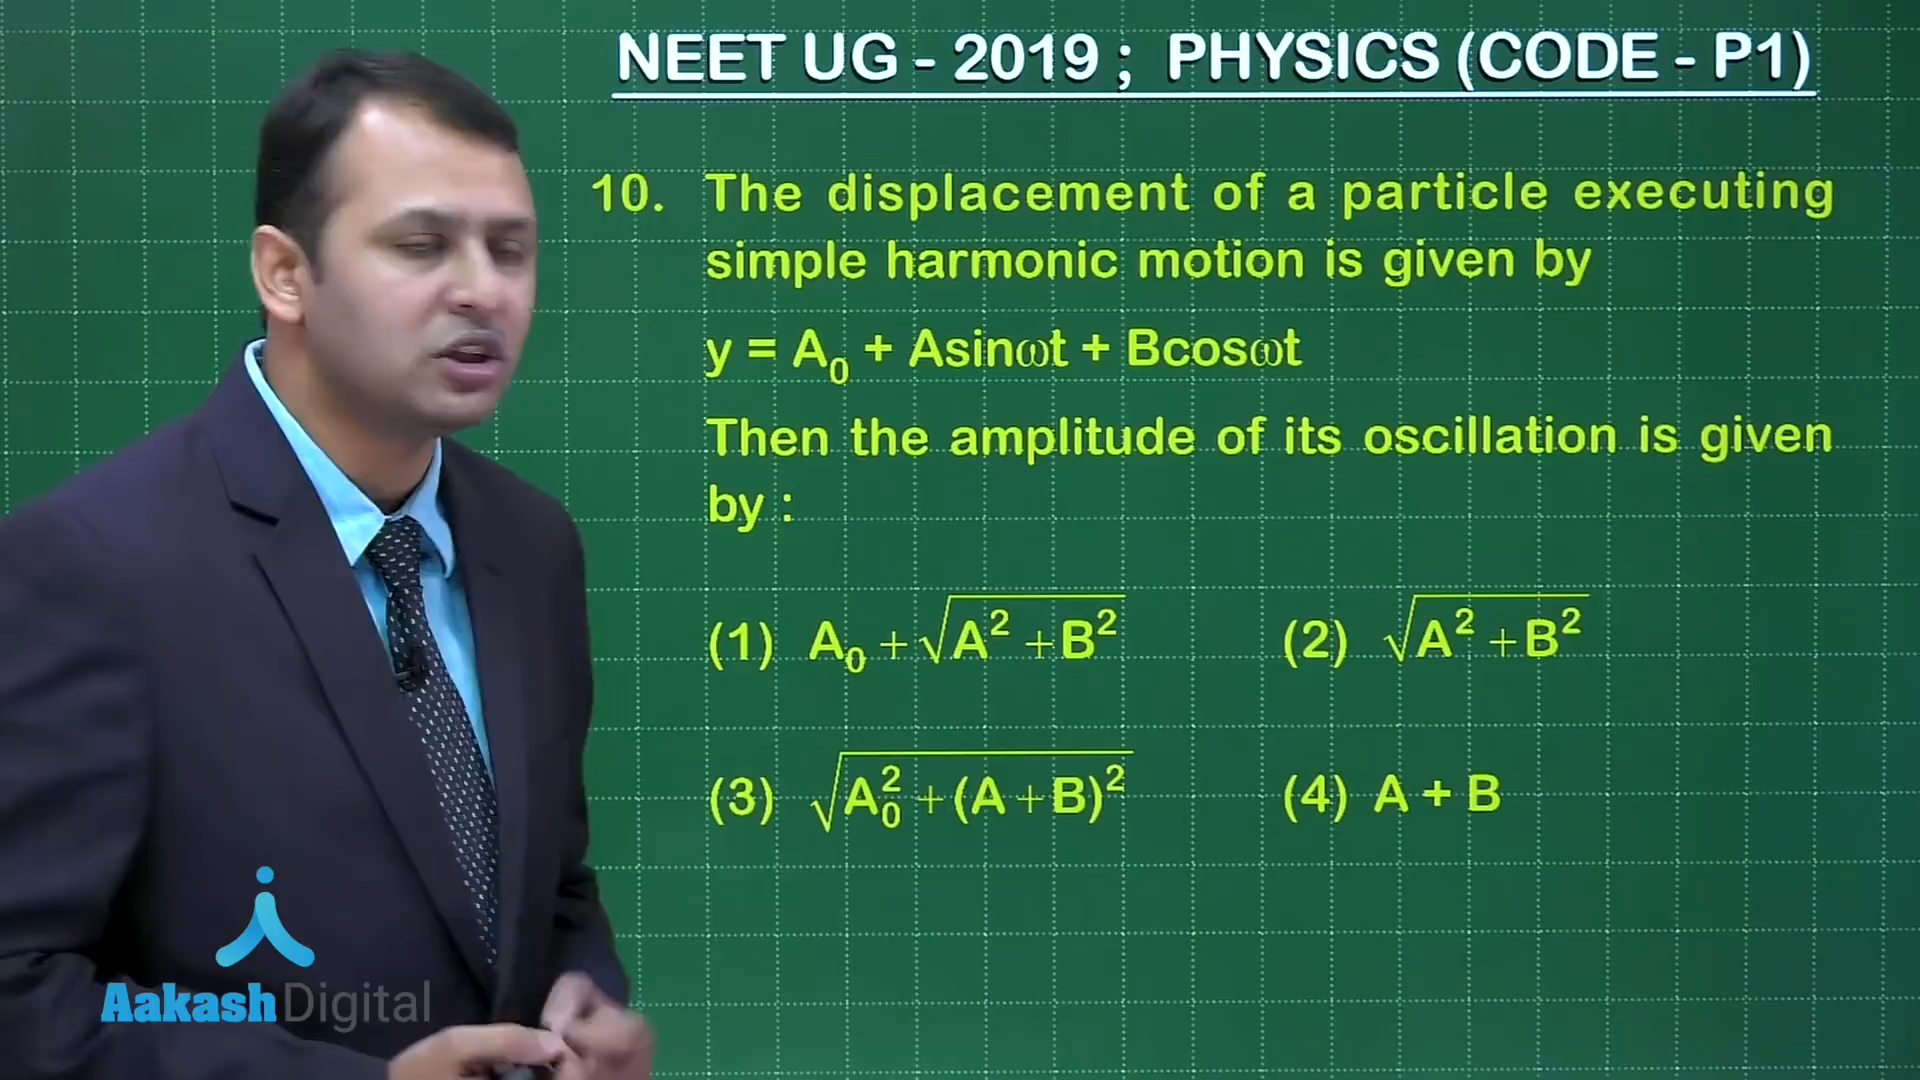 NEET UG - 2019 ; PHYSICS (CODE - P1)
10. The displacement of a particle executing
simple harmonic motion is given by
y = A₀ + Asinωt + Bcosωt
Then the amplitude of its oscillation is given
by :
(1) A₀ + √(A² + B²) (2) √(A² + B²)
(3) √(A₀² + (A + B)²) (4) A + B
Aakash Digital